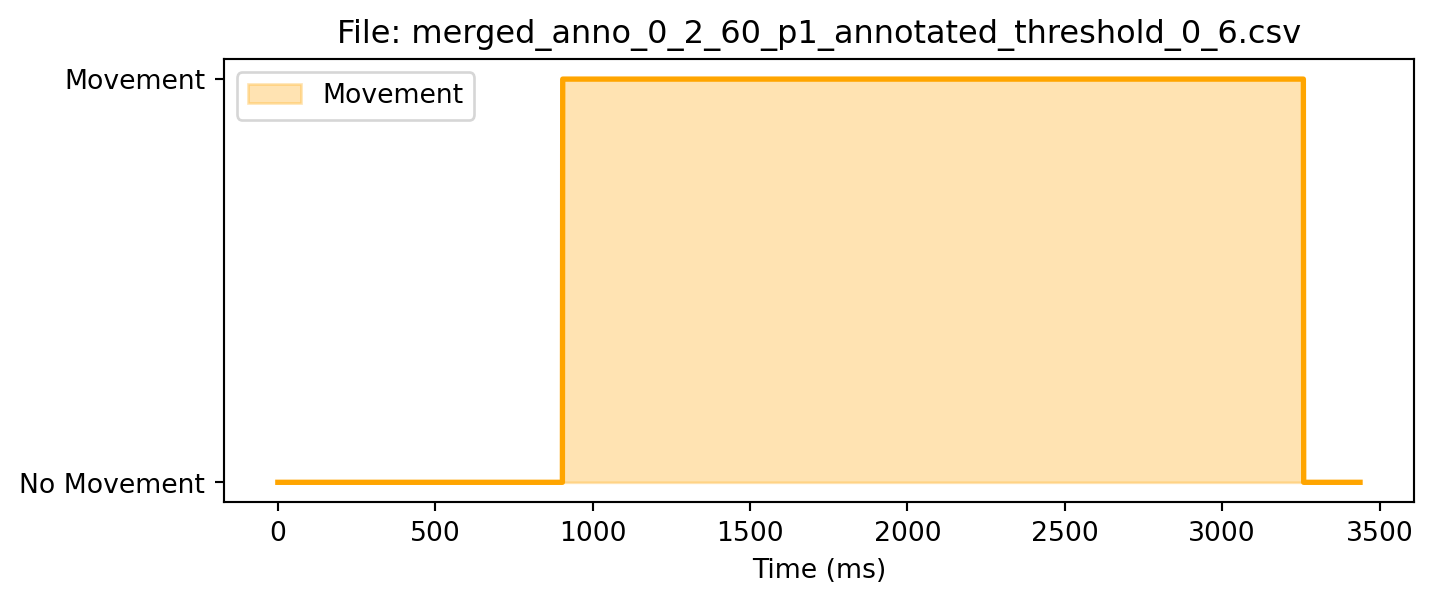 File: merged_anno_0_2_60_p1_annotated_threshold_0_6.csv
Movement
Movement
No Movement
0 500 1000 1500 2000 2500 3000 3500
Time (ms)